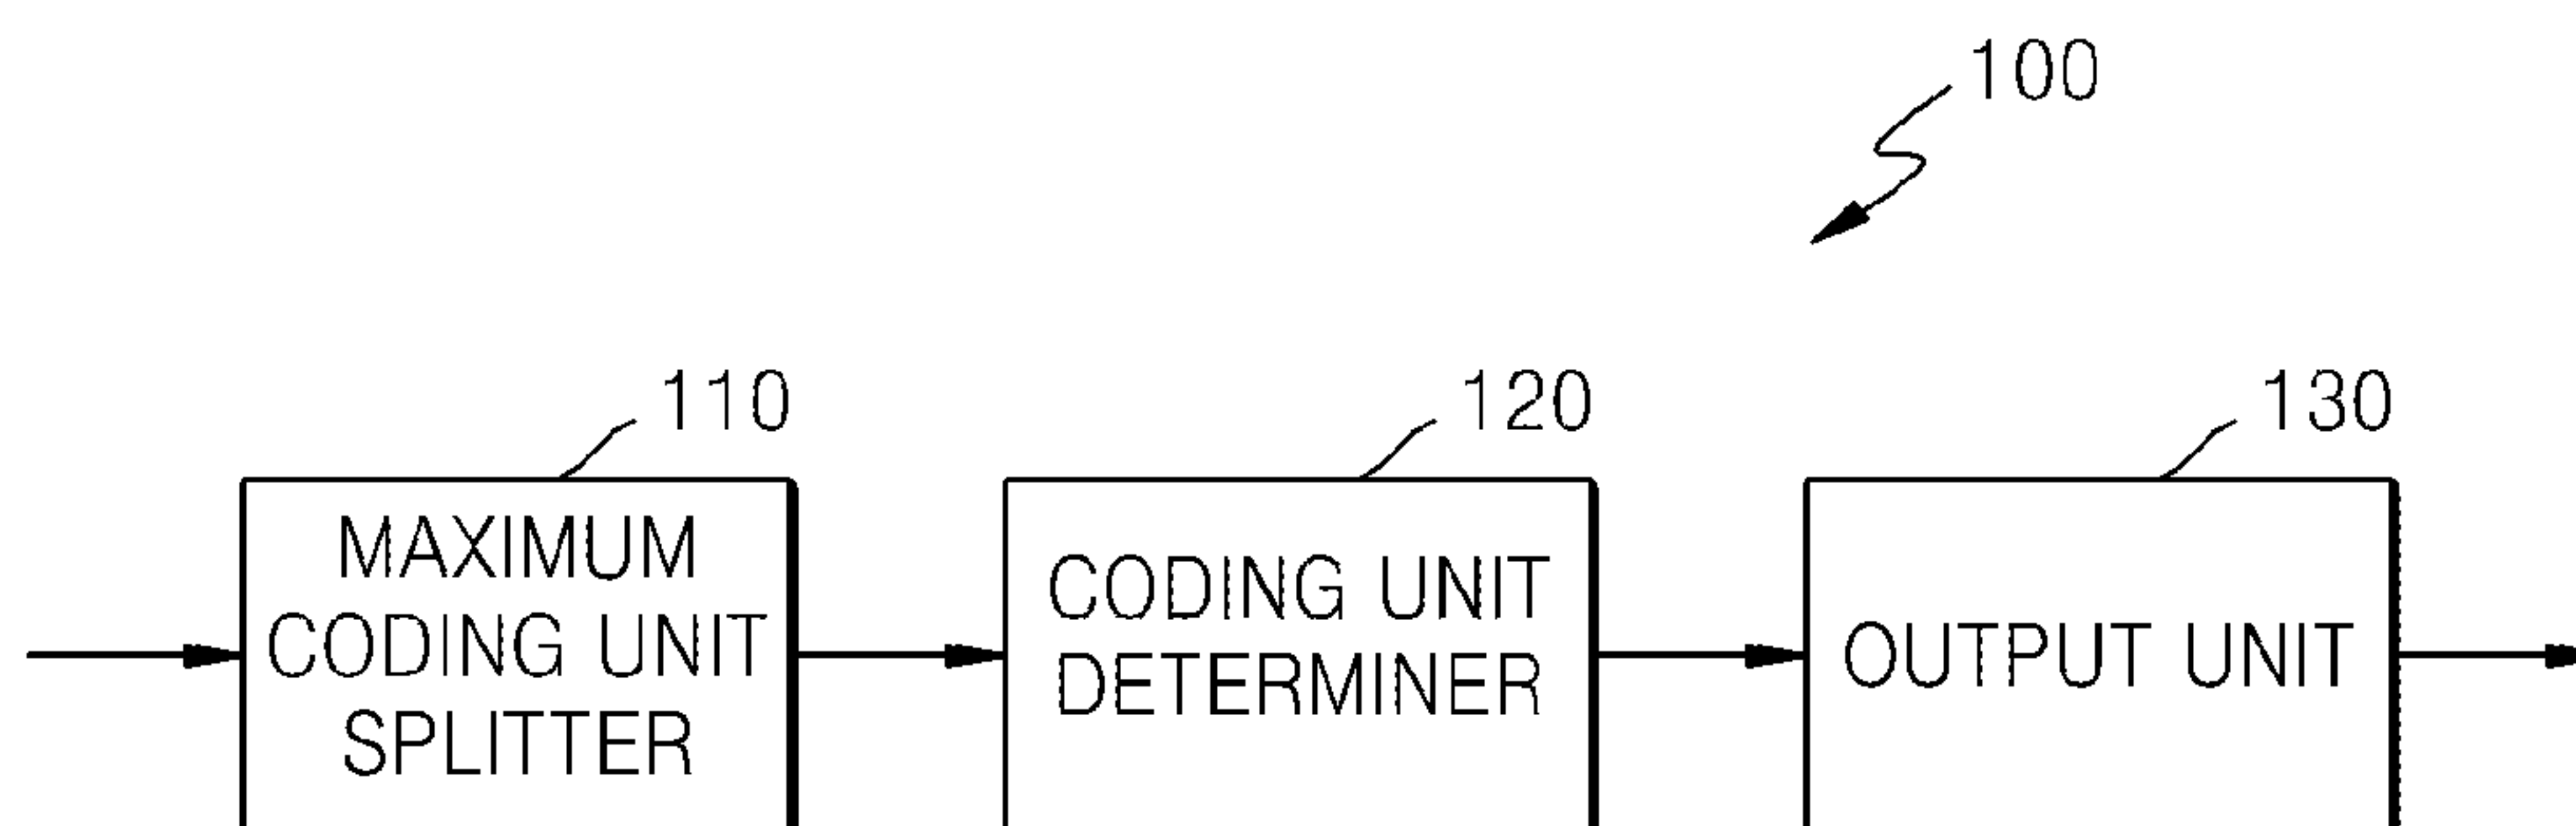 100
110
120
130
MAXIMUM
CODING UNIT
SPLITTER
CODING UNIT
DETERMINER
OUTPUT UNIT